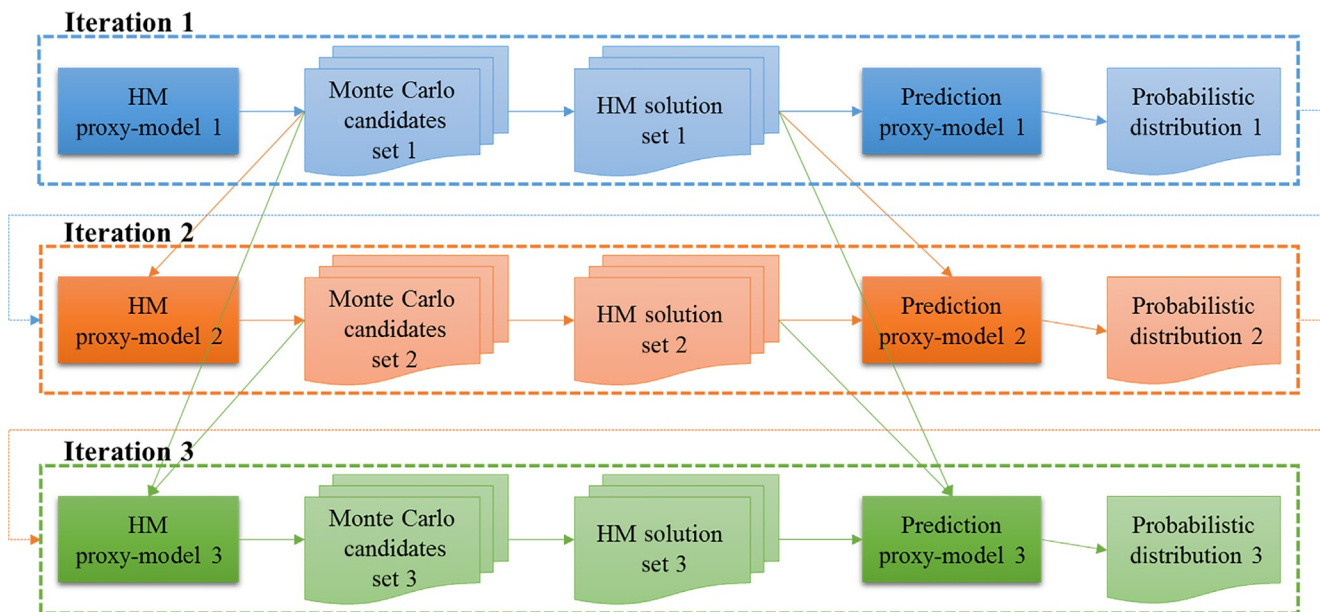 Iteration 1
HM
proxy-model 1
Monte Carlo
candidates
set 1
HM solution
set 1
Prediction
proxy-model 1
Probabilistic
distribution 1
Iteration 2
HM
proxy-model 2
Monte Carlo
candidates
set 2
HM solution
set 2
Prediction
proxy-model 2
Probabilistic
distribution 2
Iteration 3
HM
proxy-model 3
Monte Carlo
candidates
set 3
HM solution
set 3
Prediction
proxy-model 3
Probabilistic
distribution 3